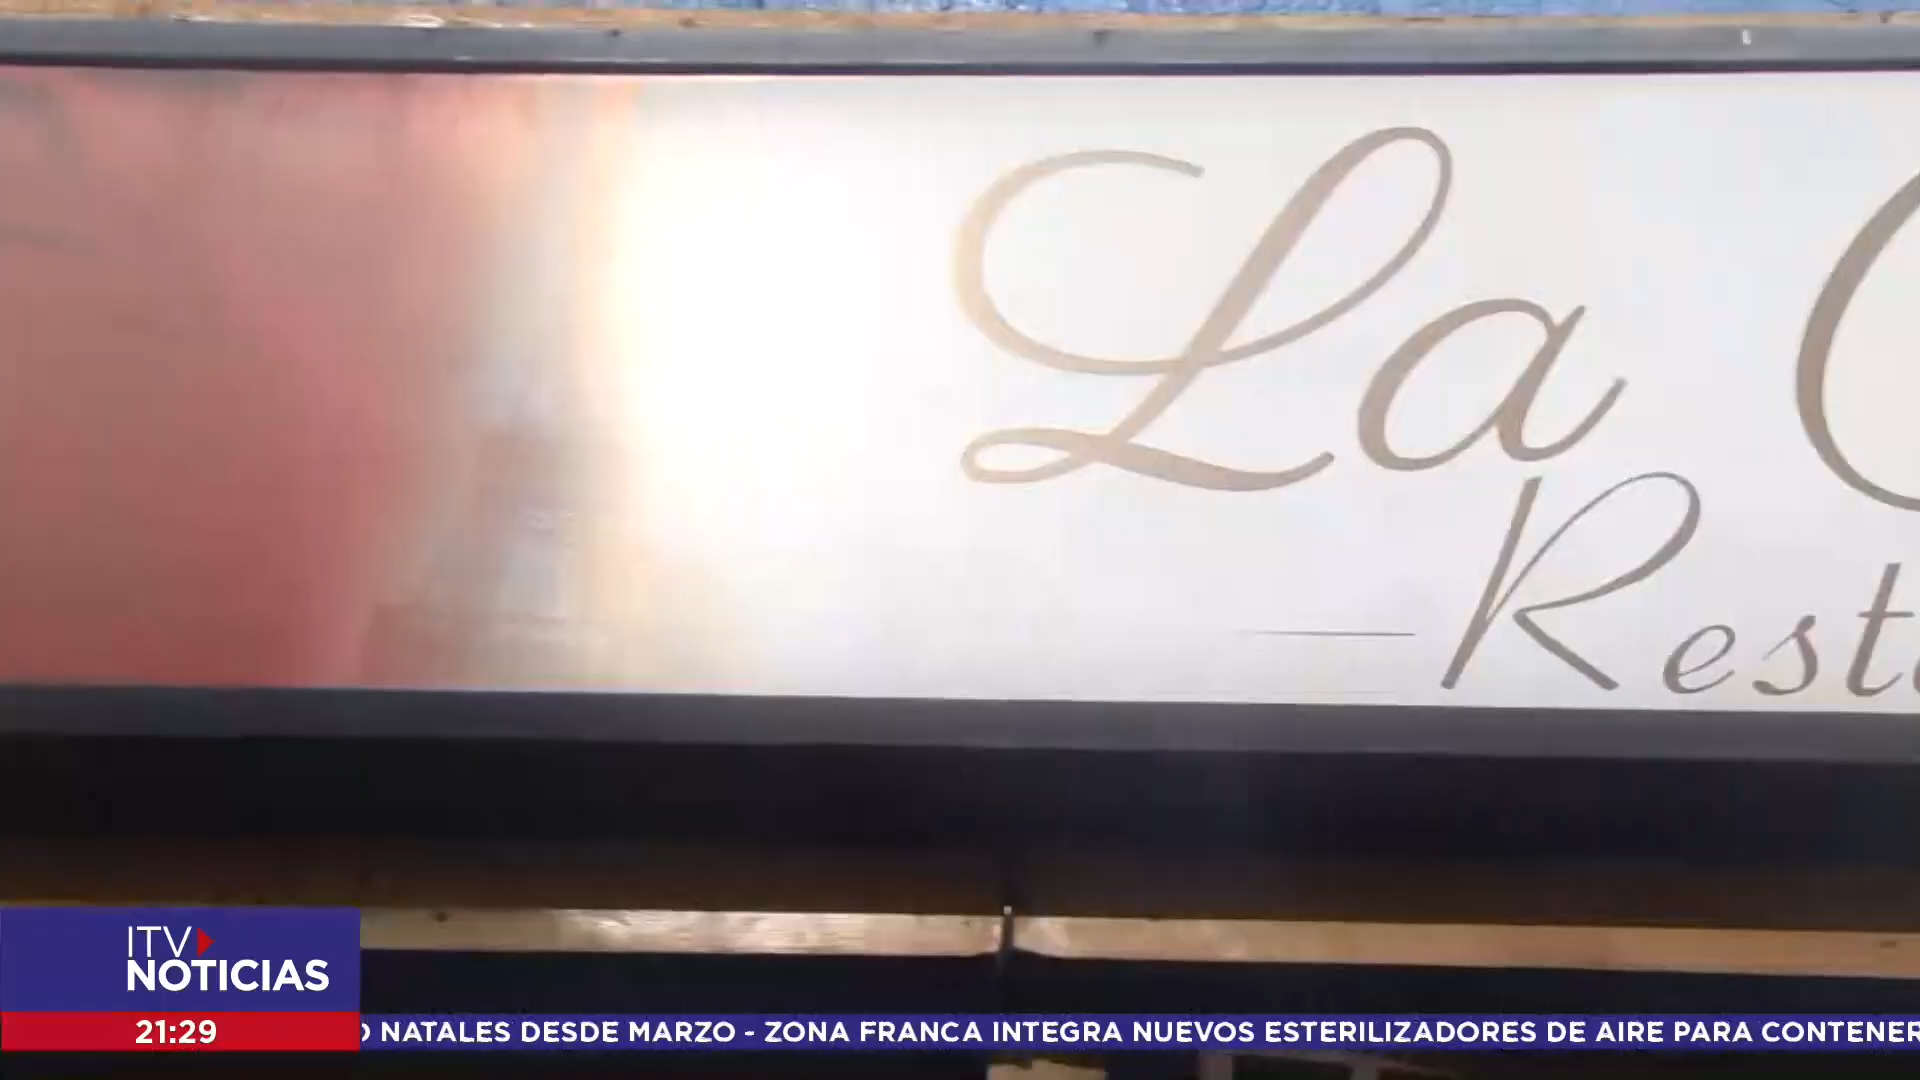 La
Rest
ITV
NOTICIAS
21:29
NATALES DESDE MARZO - ZONA FRANCA INTEGRA NUEVOS ESTERILIZADORES DE AIRE PARA CONTENER